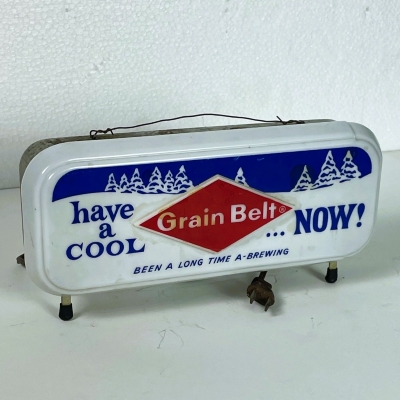 have
a
COOL
Grain Belt®
... NOW!
BEEN A LONG TIME A-BREWING